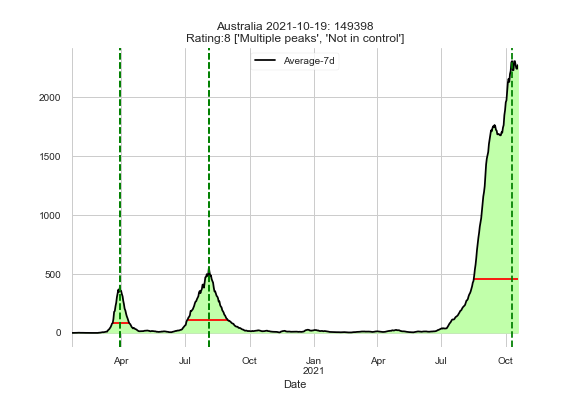 Australia 2021-10-19: 149398
Rating:8 ['Multiple peaks', 'Not in control']
Average-7d
2000
1500
1000
500
0
Apr Jul Oct Jan Apr Jul Oct
2021
Date